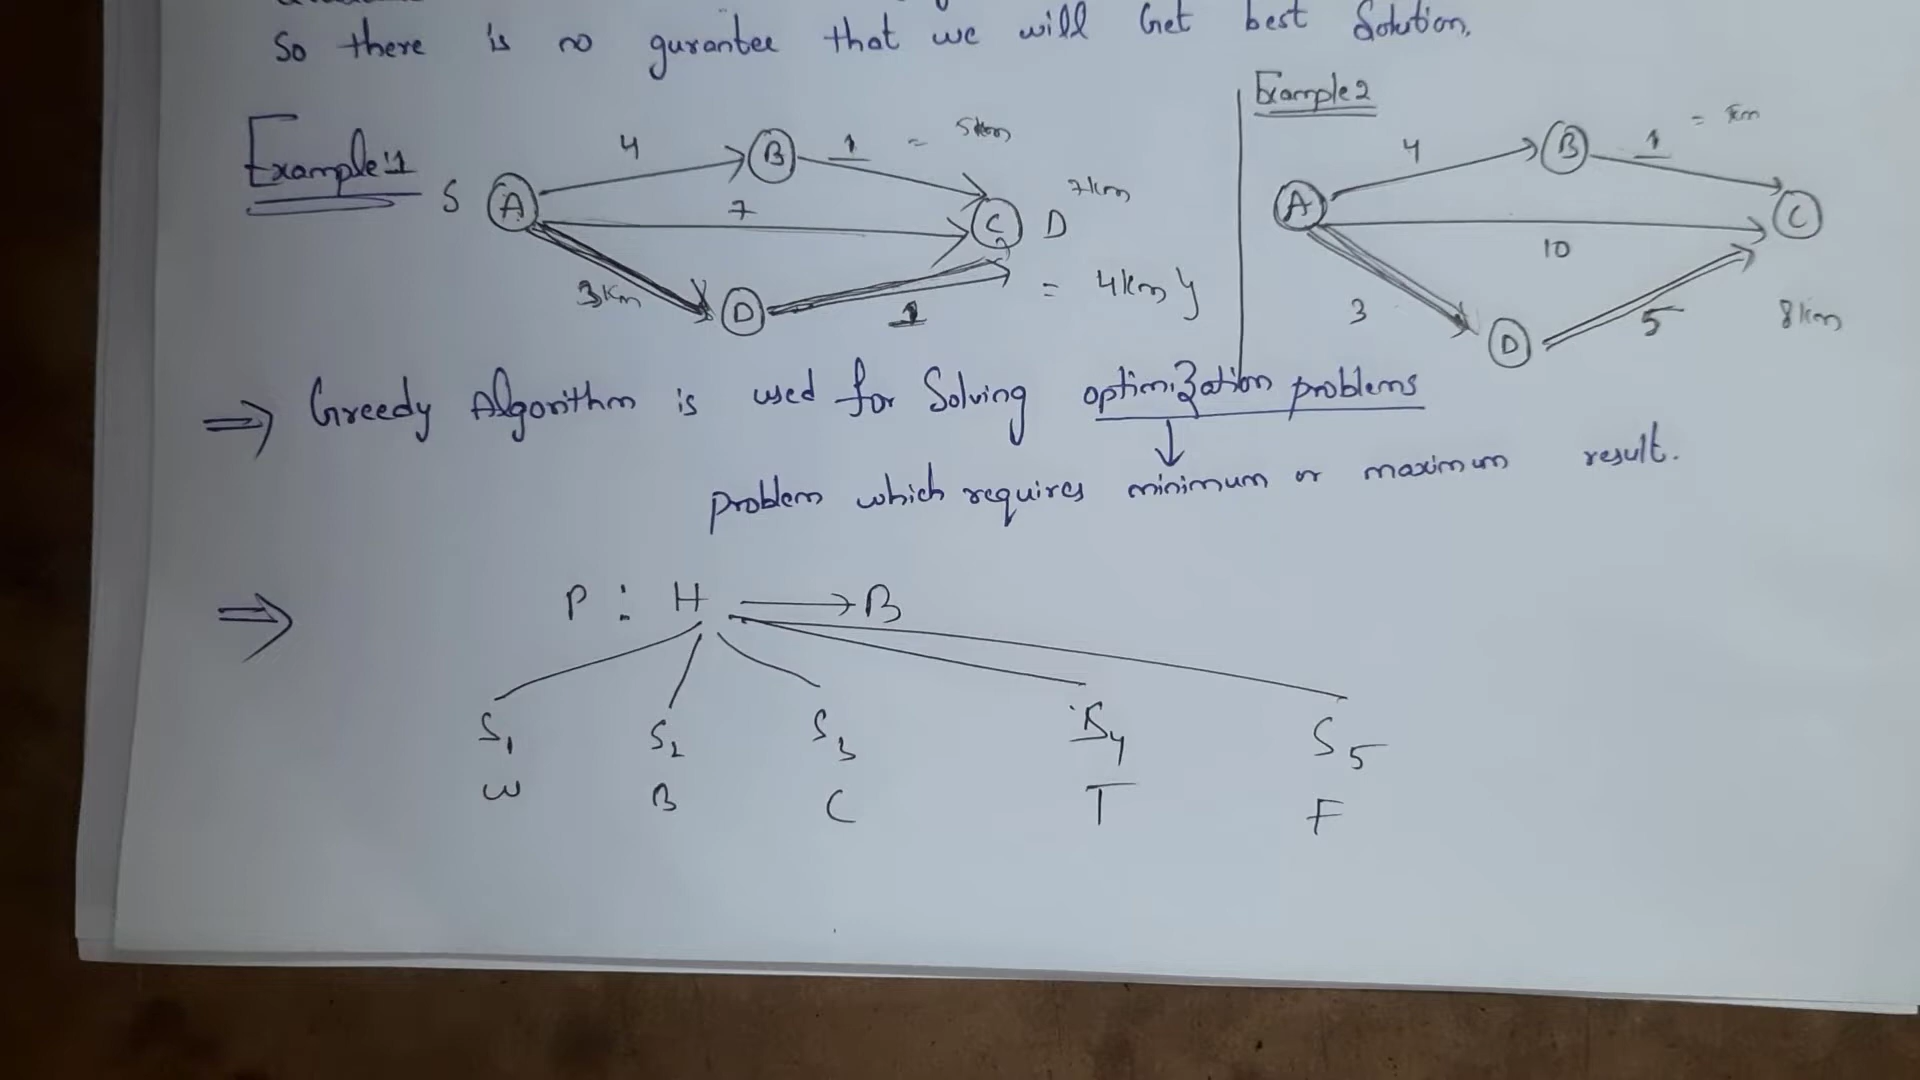 So there is no gurantee that we will Get best Solution.
Example:1
S A 4 B 1 = 5km
7 C D 7km
3km D 1 = 4km
Example 2
A 4 B 1 = km
10 C
3 D 5 8km
⇒ Greedy Algorithm is used for Solving optimization problems
problem which requires minimum or maximum result.
⇒ P : H → B
S1 S2 S3 S4 S5
W B C T F